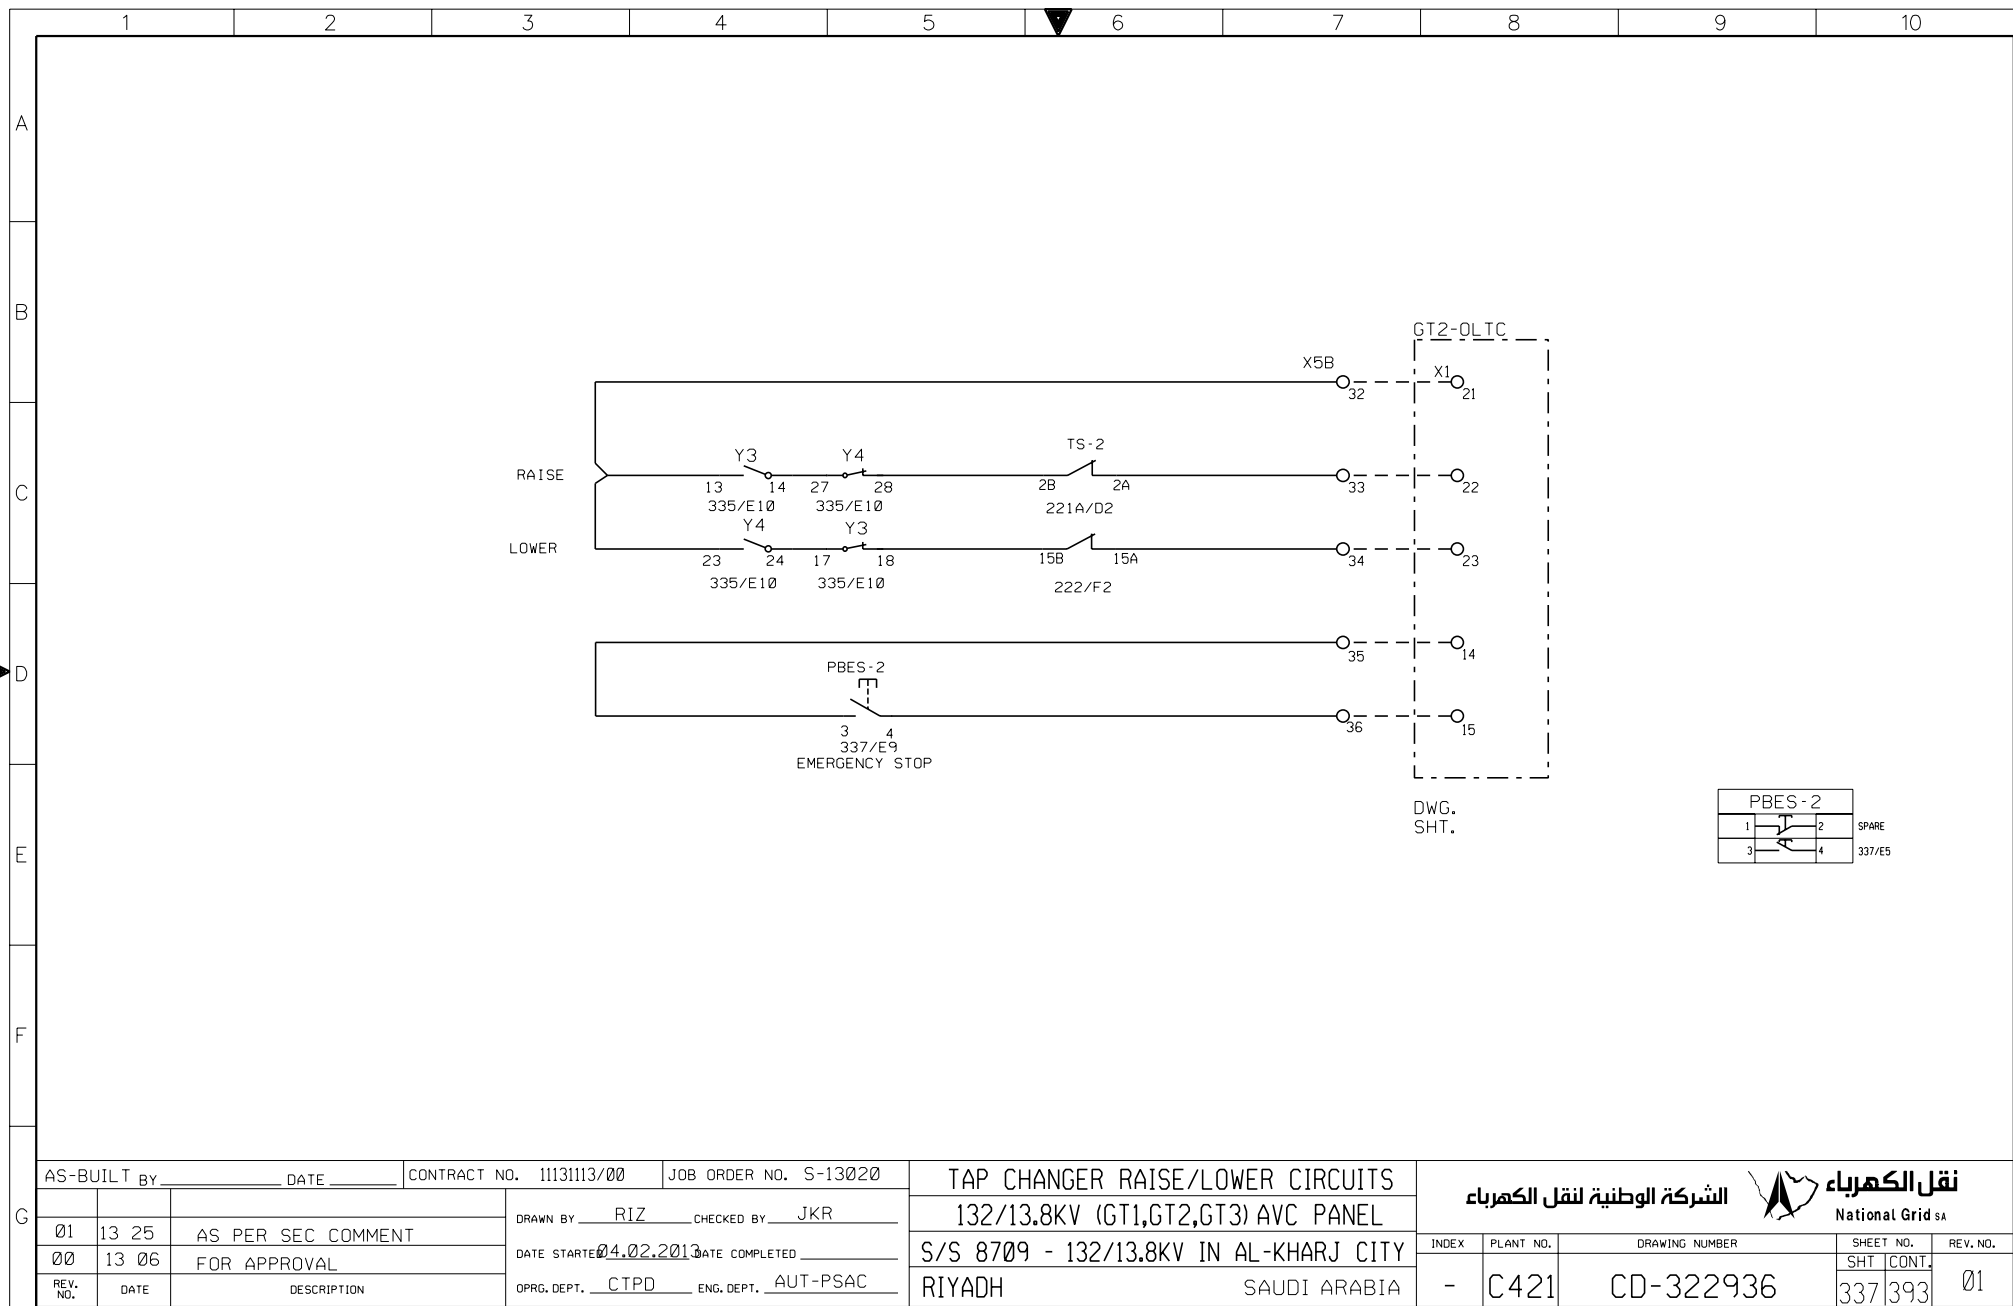 1 2 3 4 5 6 7 8 9 10
A
B
GT2-OLTC
X5B X1
32 21
TS-2
Y3 Y4
C
RAISE
13 14 27 28 2B 2A 33 22
335/E10 335/E10 221A/D2
Y4 Y3
LOWER
23 24 17 18 15B 15A 34 23
335/E10 335/E10 222/F2
35 14
D
PBES-2
3 4 36 15
337/E9
EMERGENCY STOP
DWG.
SHT.
PBES-2
1 2 SPARE
3 4 337/E5
E
F
G
AS-BUILT BY DATE
CONTRACT NO. 11131113/00
JOB ORDER NO. S-13020
01 13 25 AS PER SEC COMMENT
00 13 06 FOR APPROVAL
REV. NO. DATE DESCRIPTION
DRAWN BY RIZ CHECKED BY JKR
DATE STARTED 04.02.2013 DATE COMPLETED
OPRG. DEPT. CTPD ENG. DEPT. AUT-PSAC
TAP CHANGER RAISE/LOWER CIRCUITS
132/13.8KV (GT1,GT2,GT3) AVC PANEL
S/S 8709 - 132/13.8KV IN AL-KHARJ CITY
RIYADH SAUDI ARABIA
الشركة الوطنية لنقل الكهرباء
نقل الكهرباء
National Grid SA
INDEX PLANT NO. DRAWING NUMBER SHEET NO. REV. NO.
SHT CONT.
- C421 CD-322936 337 393 01